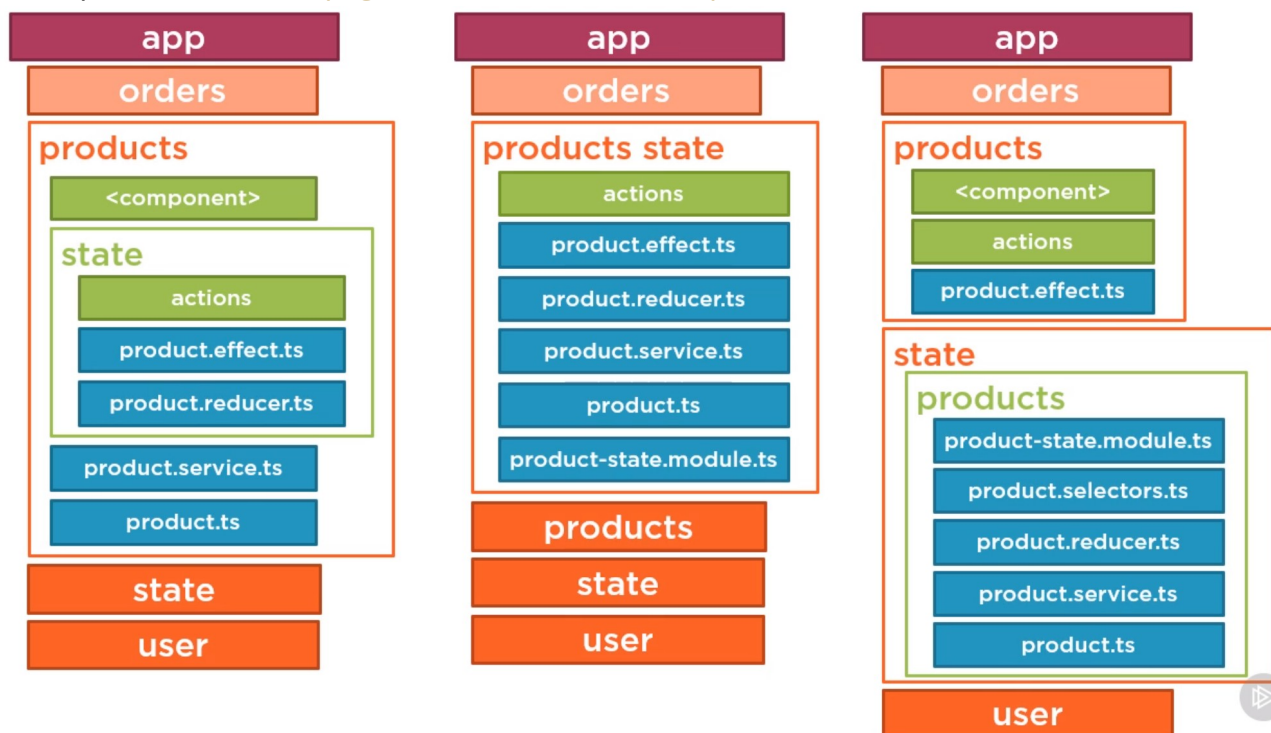 app
orders
products
<component>
state
actions
product.effect.ts
product.reducer.ts
product.service.ts
product.ts
state
user
app
orders
products state
actions
product.effect.ts
product.reducer.ts
product.service.ts
product.ts
product-state.module.ts
products
state
user
app
orders
products
<component>
actions
product.effect.ts
state
products
product-state.module.ts
product.selectors.ts
product.reducer.ts
product.service.ts
product.ts
user